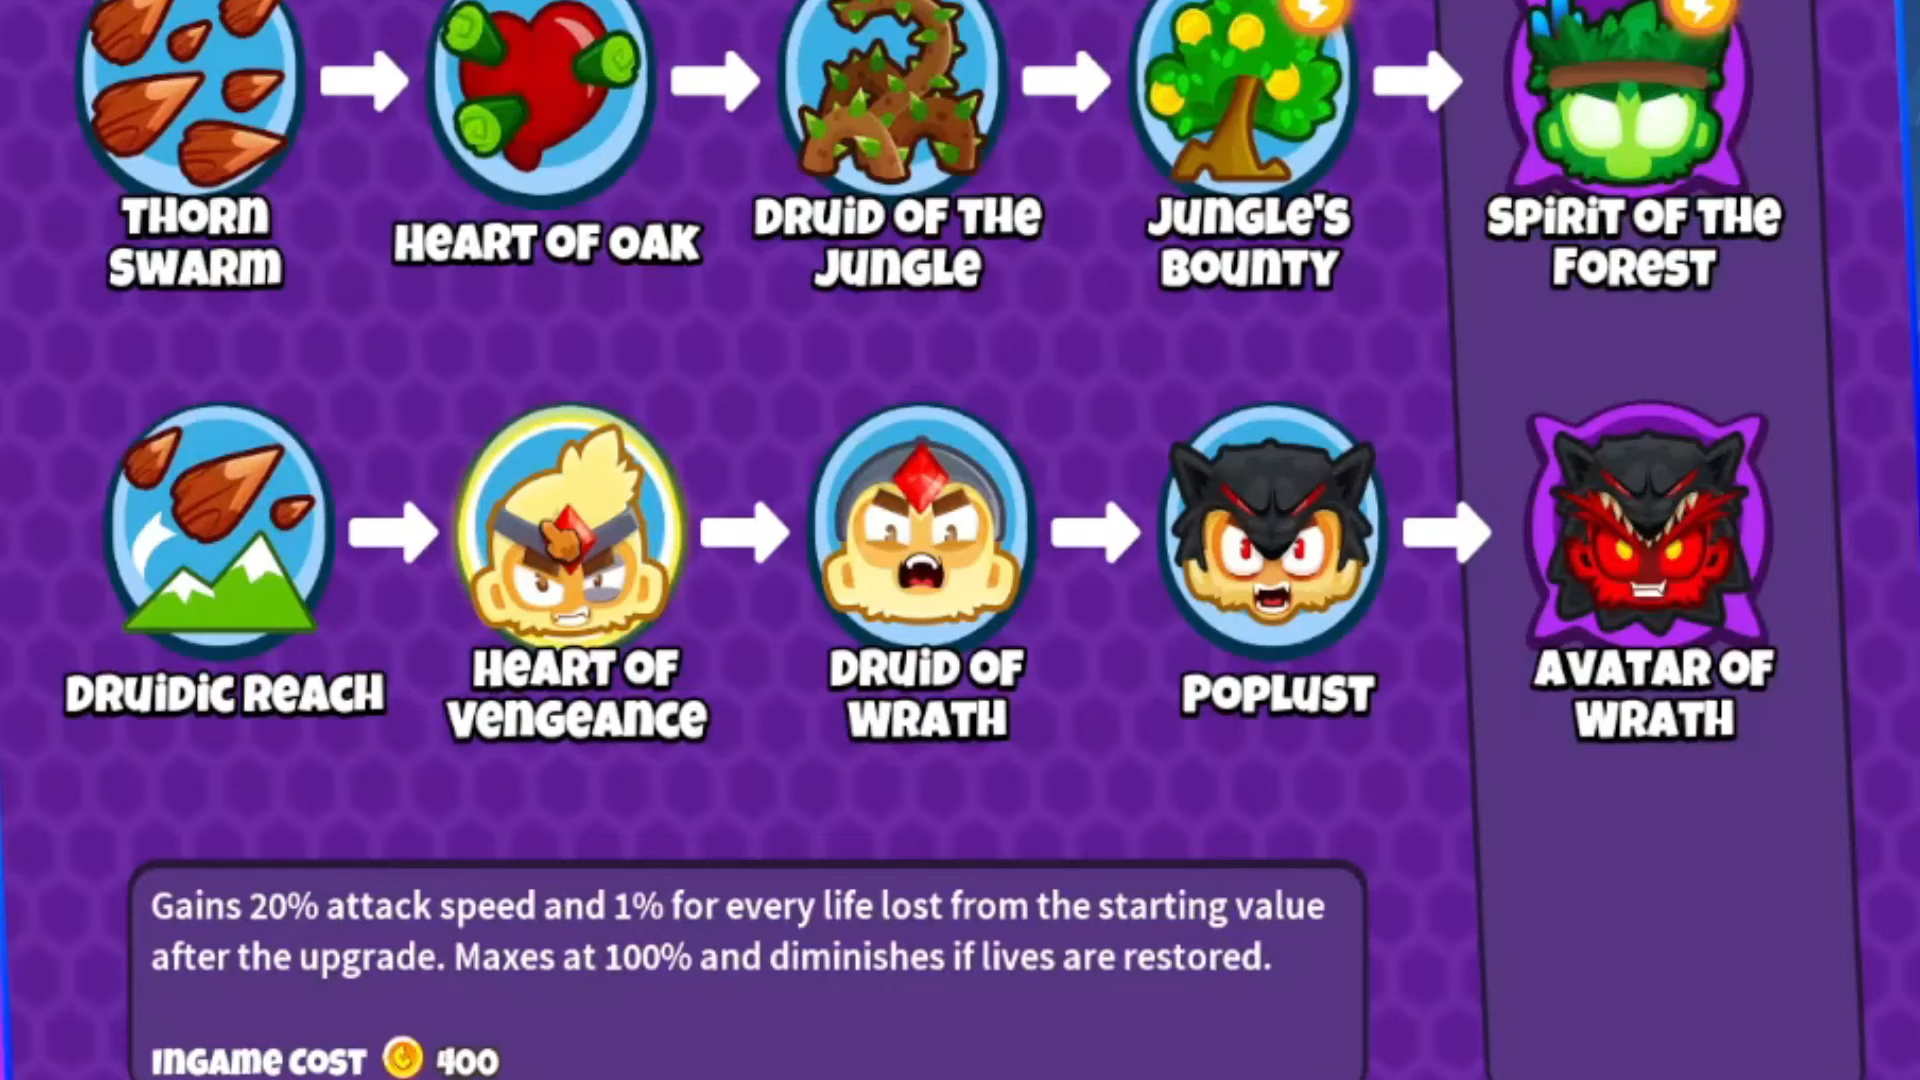 THORN
SWARM
HEART OF OAK
DRUID OF THE
JUNGLE
JUNGLE'S
BOUNTY
SPIRIT OF THE
FOREST
DRUIDIC REACH
HEART OF
VENGEANCE
DRUID OF
WRATH
POPLUST
AVATAR OF
WRATH
Gains 20% attack speed and 1% for every life lost from the starting value
after the upgrade. Maxes at 100% and diminishes if lives are restored.
INGAME COST 400